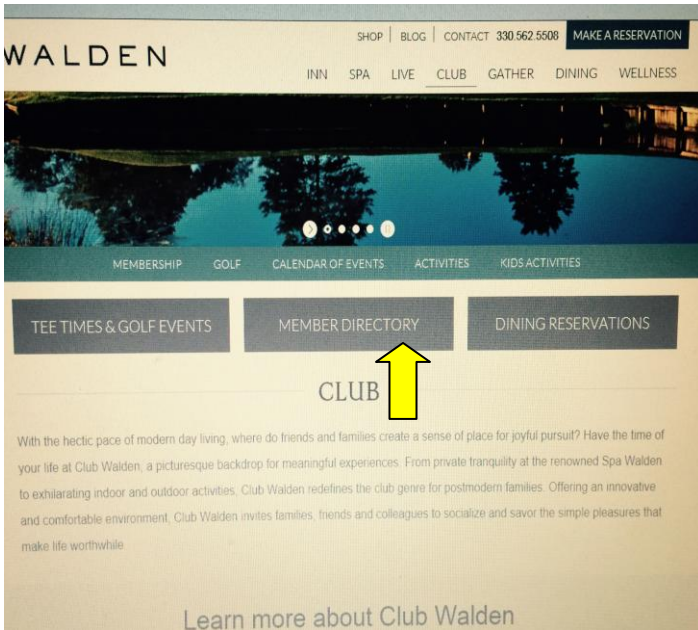 SHOP | BLOG | CONTACT 330.562.5508 MAKE A RESERVATION
WALDEN
INN SPA LIVE CLUB GATHER DINING WELLNESS
MEMBERSHIP GOLF CALENDAR OF EVENTS ACTIVITIES KIDS ACTIVITIES
TEE TIMES & GOLF EVENTS MEMBER DIRECTORY DINING RESERVATIONS
CLUB
With the hectic pace of modern day living, where do friends and families create a sense of place for joyful pursuit? Have the time of
your life at Club Walden, a picturesque backdrop for meaningful experiences. From private tranquility at the renowned Spa Walden
to exhilarating indoor and outdoor activities, Club Walden redefines the club genre for postmodern families. Offering an innovative
and comfortable environment, Club Walden invites families, friends and colleagues to socialize and savor the simple pleasures that
make life worthwhile
Learn more about Club Walden